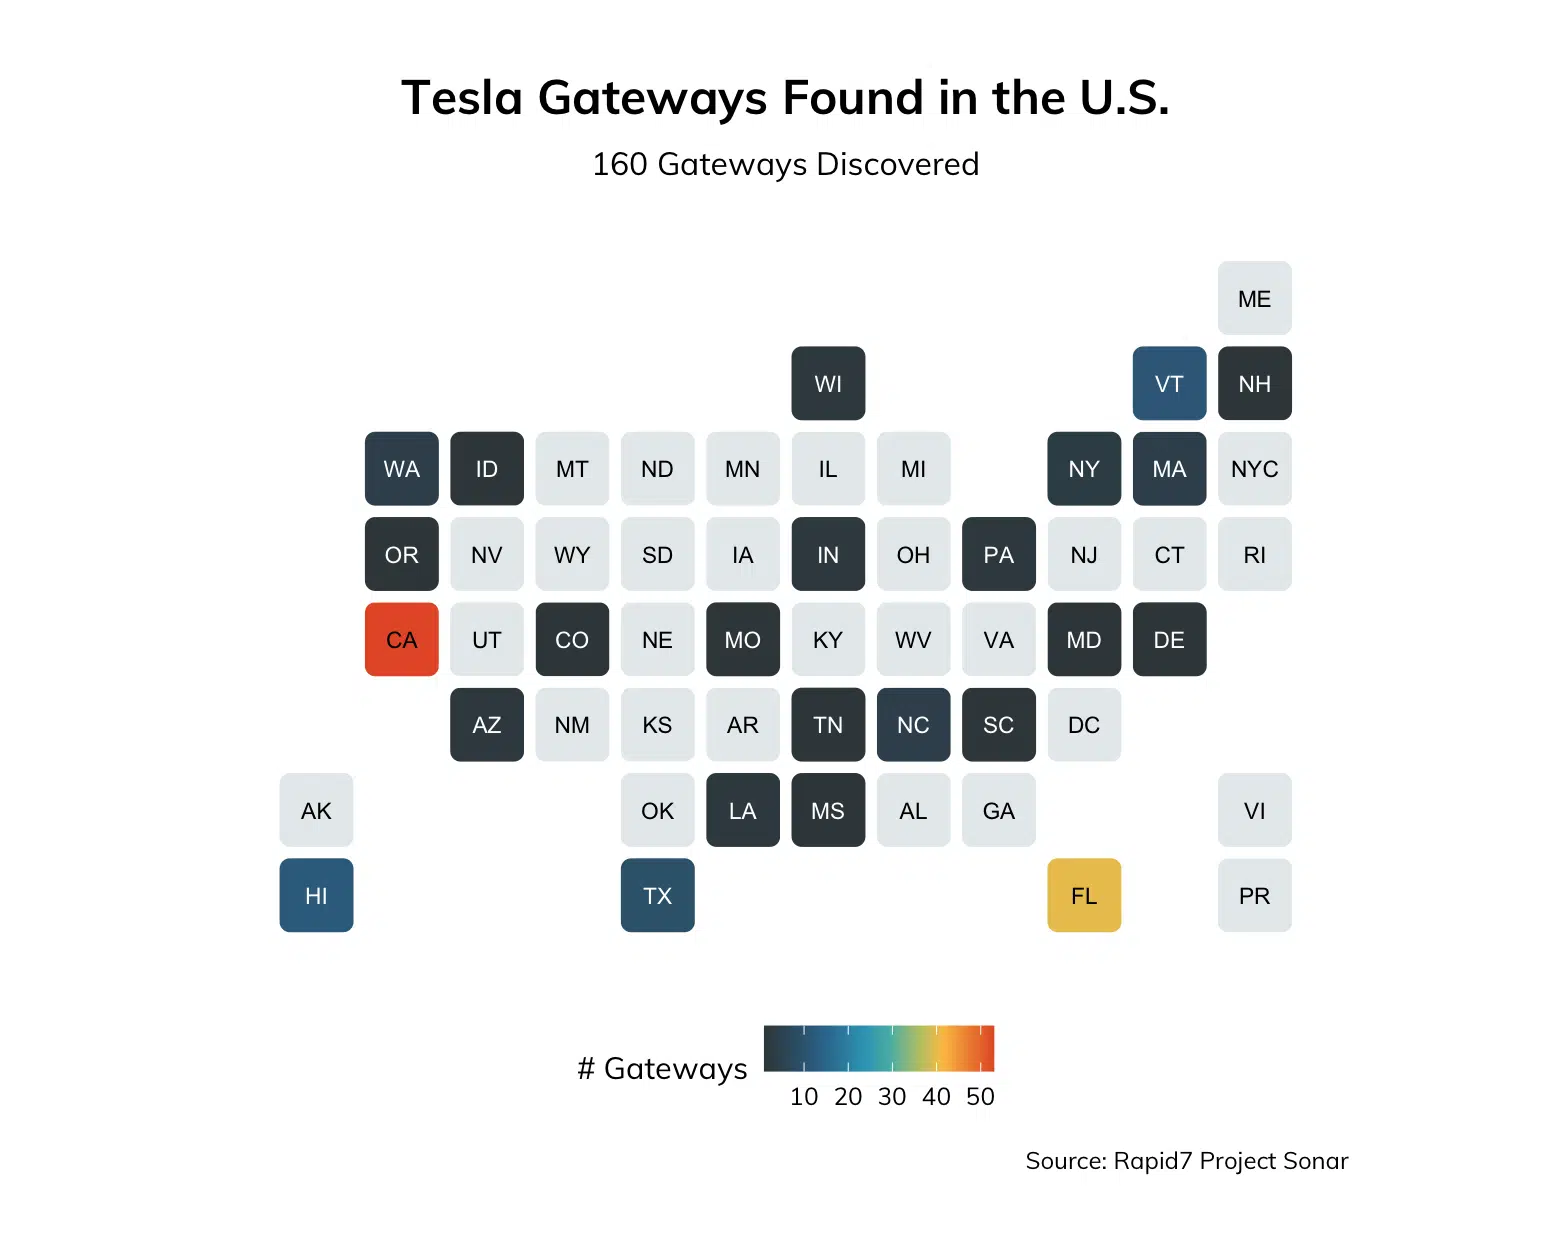 Tesla Gateways Found in the U.S.
160 Gateways Discovered
ME
WI VT NH
WA ID MT ND MN IL MI NY MA NYC
OR NV WY SD IA IN OH PA NJ CT RI
CA UT CO NE MO KY WV VA MD DE
AZ NM KS AR TN NC SC DC
AK OK LA MS AL GA VI
HI TX FL PR
# Gateways
10 20 30 40 50
Source: Rapid7 Project Sonar